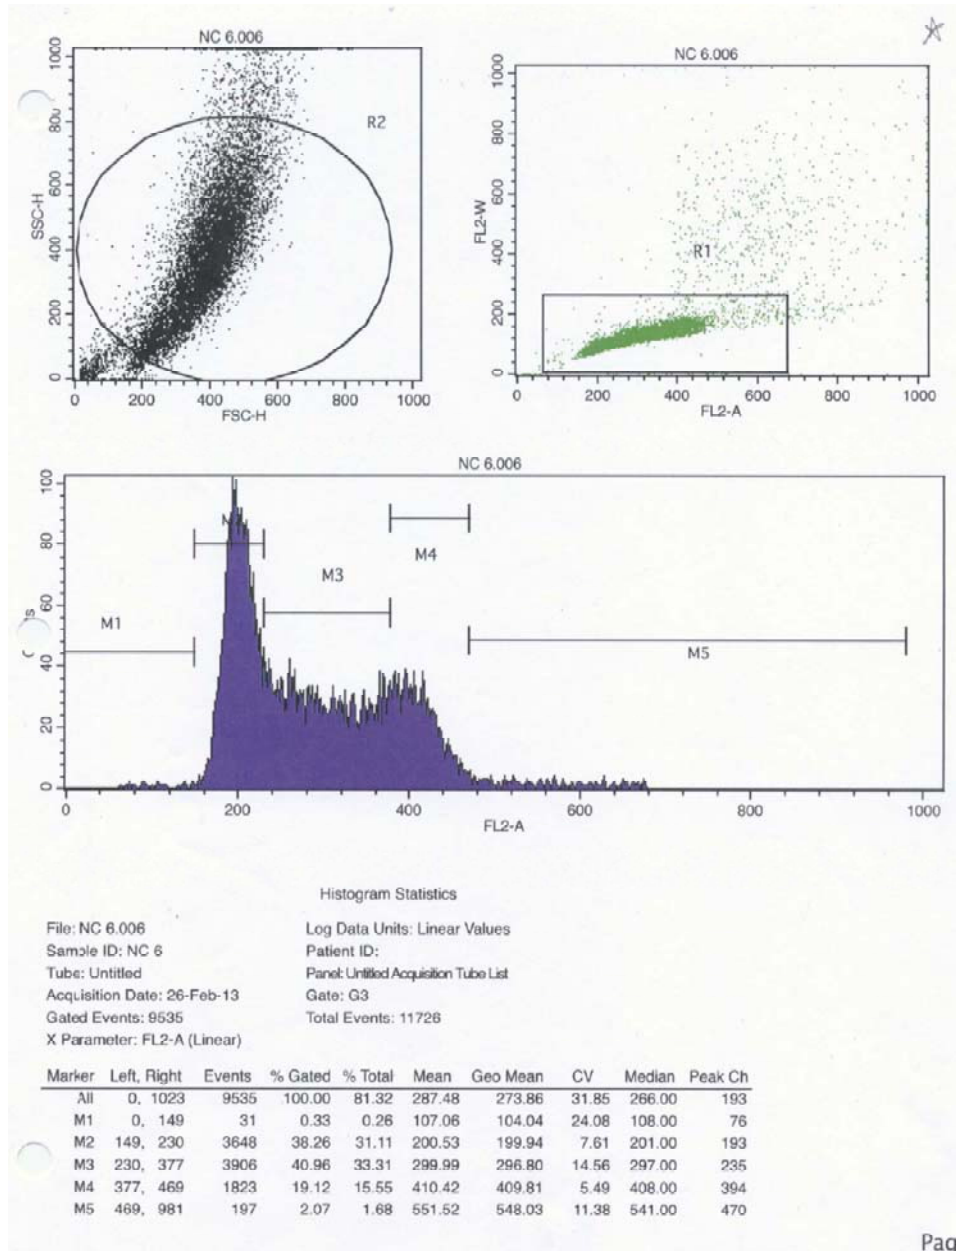 NC 6.006
1000
800
600
400
200
0
SSC-H
R2
0 200 400 600 800 1000
FSC-H
NC 6.006
1000
800
600
400
200
0
FL2-W
R1
0 200 400 600 800 1000
FL2-A
NC 6.006
100
80
60
40
20
0
M1
M3
M4
M5
0 200 400 600 800 1000
FL2-A
Histogram Statistics
File: NC 6.006 Log Data Units: Linear Values
Sample ID: NC 6 Patient ID:
Tube: Untitled Panel: Untitled Acquisition Tube List
Acquisition Date: 26-Feb-13 Gate: G3
Gated Events: 9535 Total Events: 11726
X Parameter: FL2-A (Linear)
Marker Left, Right Events % Gated % Total Mean Geo Mean CV Median Peak Ch
All 0, 1023 9535 100.00 81.32 287.48 273.86 31.85 266.00 193
M1 0, 149 31 0.33 0.26 107.06 104.04 24.08 108.00 76
M2 149, 230 3648 38.26 31.11 200.53 199.94 7.61 201.00 193
M3 230, 377 3906 40.96 33.31 299.99 296.80 14.56 297.00 235
M4 377, 469 1823 19.12 15.55 410.42 409.81 5.49 408.00 394
M5 469, 981 197 2.07 1.68 551.52 548.03 11.38 541.00 470
Pag